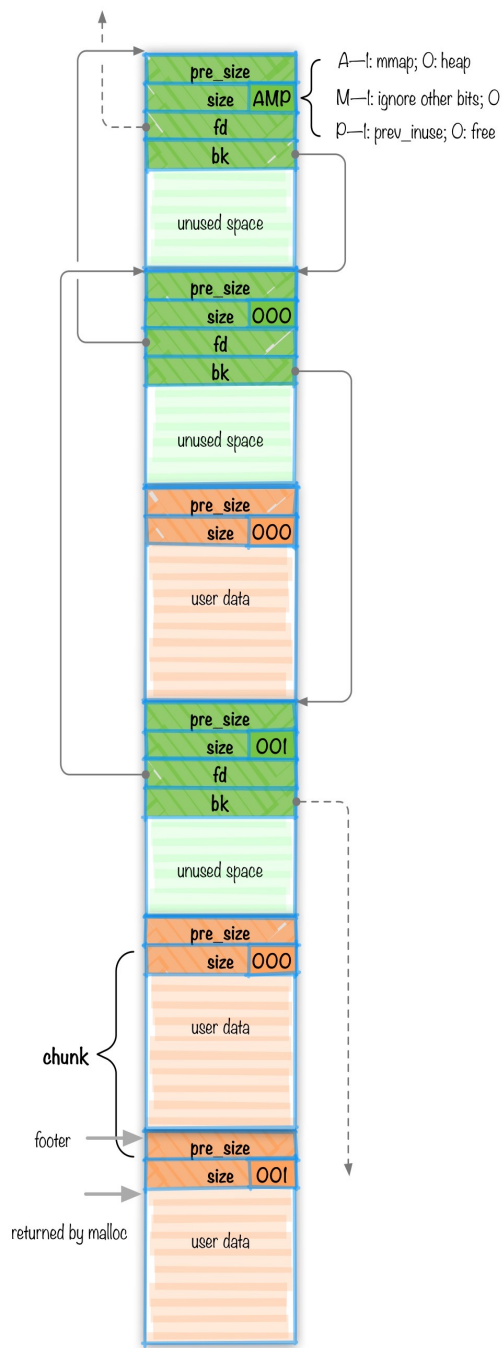 pre_size
size AMP
fd
bk
unused space
A—1: mmap; 0: heap
M—1: ignore other bits; 0
P—1: prev_inuse; 0: free
pre_size
size 000
fd
bk
unused space
pre_size
size 000
user data
pre_size
size 001
fd
bk
unused space
pre_size
size 000
user data
chunk
footer
pre_size
size 001
returned by malloc
user data